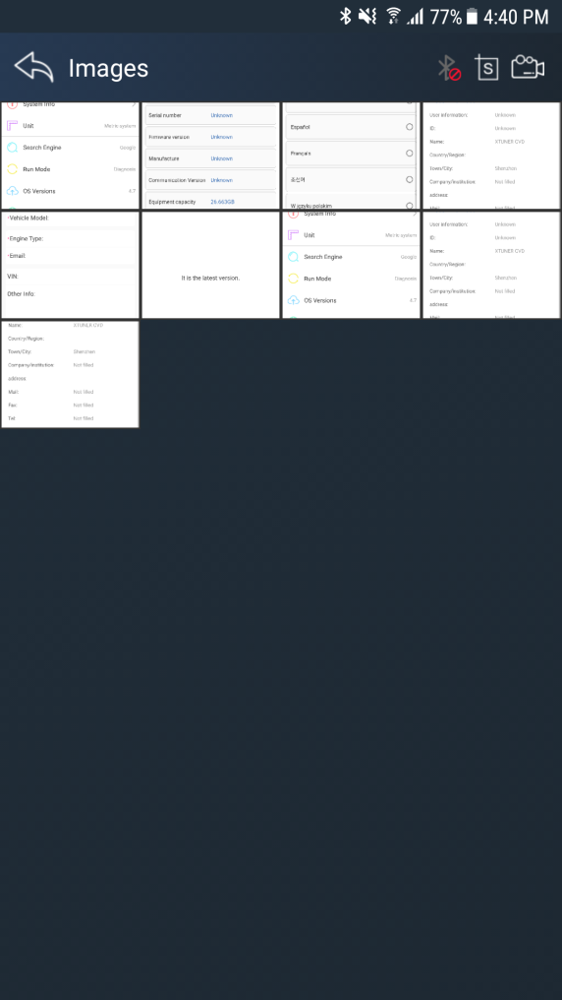 77% 4:40 PM
Images
S
System Info
Unit Metric system
Search Engine Google
Run Mode Diagnosis
OS Versions 4.7
Serial number Unknown
Firmware version Unknown
Manufacture Unknown
Communication Version Unknown
Equipment capacity 26.663GB
Español
Français
조선어
W języku polskim
User information: Unknown
ID: Unknown
Name: XTUNER CVD
Country/Region:
Town/City: Shenzhen
Company/institution: Not filled
address:
Mail: Not filled
·Vehicle Model:
·Engine Type:
·Email:
VIN:
Other Info:
It is the latest version.
System Info
Unit Metric system
Search Engine Google
Run Mode Diagnosis
OS Versions 4.7
User information: Unknown
ID: Unknown
Name: XTUNER CVD
Country/Region:
Town/City: Shenzhen
Company/institution: Not filled
address:
Mail: Not filled
Name: XTUNER CVD
Country/Region:
Town/City: Shenzhen
Company/institution: Not filled
address:
Mail: Not filled
Fax: Not filled
Tel: Not filled